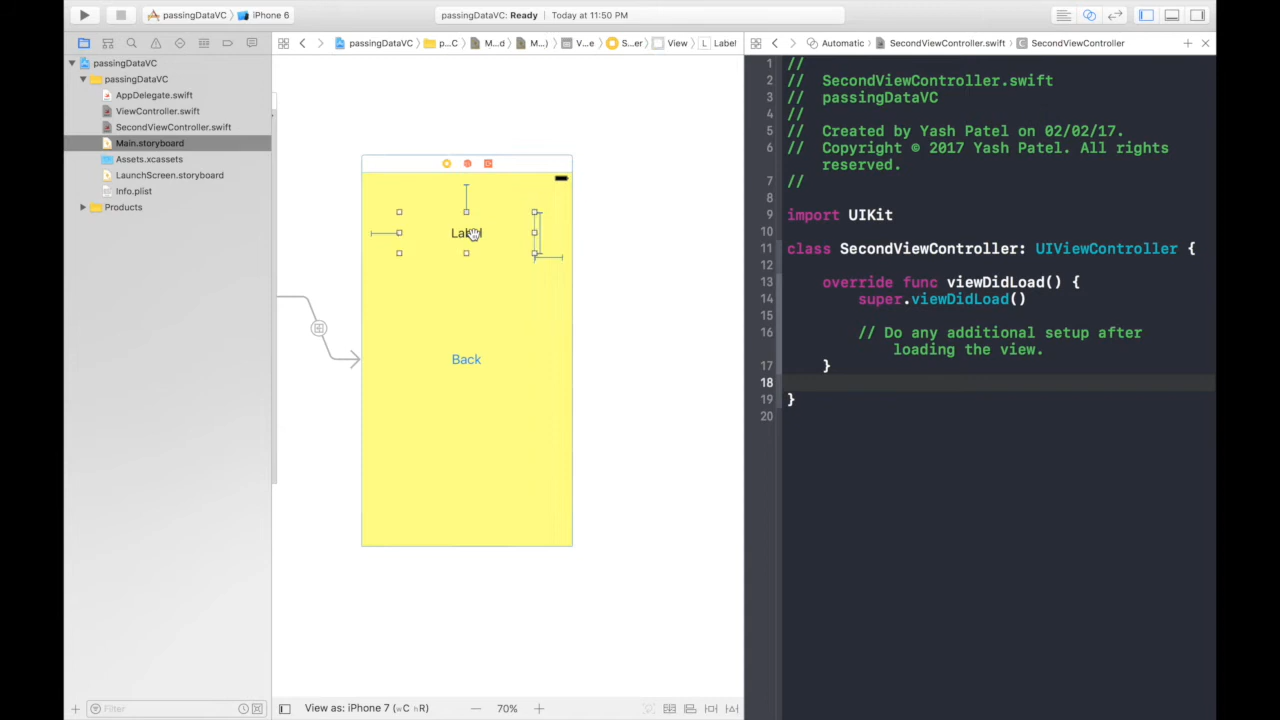 passingDataVC
iPhone 6
passingDataVC: Ready
Today at 11:50 PM
passingDataVC
p...C
M...d
M...)
V...e
S...er
View
L
Label
Automatic
SecondViewController.swift
C
SecondViewController
passingDataVC
passingDataVC
AppDelegate.swift
ViewController.swift
SecondViewController.swift
Main.storyboard
Assets.xcassets
LaunchScreen.storyboard
Info.plist
Products
Back
1 //
2 // SecondViewController.swift
3 // passingDataVC
4 //
5 // Created by Yash Patel on 02/02/17.
6 // Copyright © 2017 Yash Patel. All rights
reserved.
7 //
8
9 import UIKit
10
11 class SecondViewController: UIViewController {
12
13 override func viewDidLoad() {
14 super.viewDidLoad()
15
16 // Do any additional setup after
loading the view.
17 }
18
19 }
20
Filter
View as: iPhone 7 (wC hR)
70%